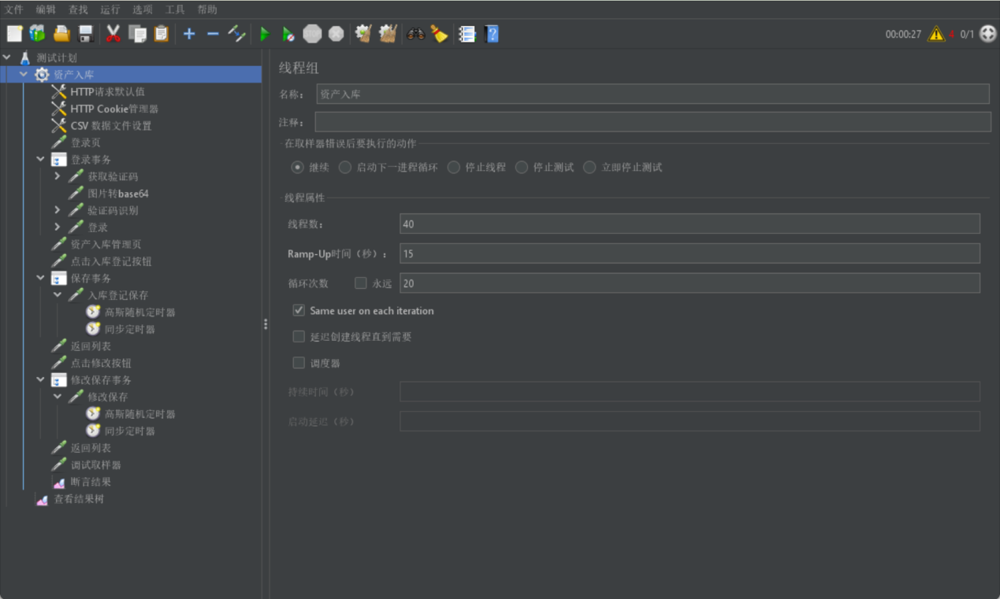 文件 编辑 查找 运行 选项 工具 帮助
STOP
00:00:27 4 0/1
测试计划
资产入库
HTTP请求默认值
HTTP Cookie管理器
CSV 数据文件设置
登录页
登录事务
获取验证码
图片转base64
验证码识别
登录
资产入库管理页
点击入库登记按钮
保存事务
入库登记保存
高斯随机定时器
同步定时器
返回列表
点击修改按钮
修改保存事务
修改保存
高斯随机定时器
同步定时器
返回列表
调试取样器
断言结果
查看结果树
线程组
名称： 资产入库
注释：
在取样器错误后要执行的动作
继续 启动下一进程循环 停止线程 停止测试 立即停止测试
线程属性
线程数： 40
Ramp-Up时间（秒）： 15
循环次数 永远 20
Same user on each iteration
延迟创建线程直到需要
调度器
持续时间（秒）
启动延迟（秒）